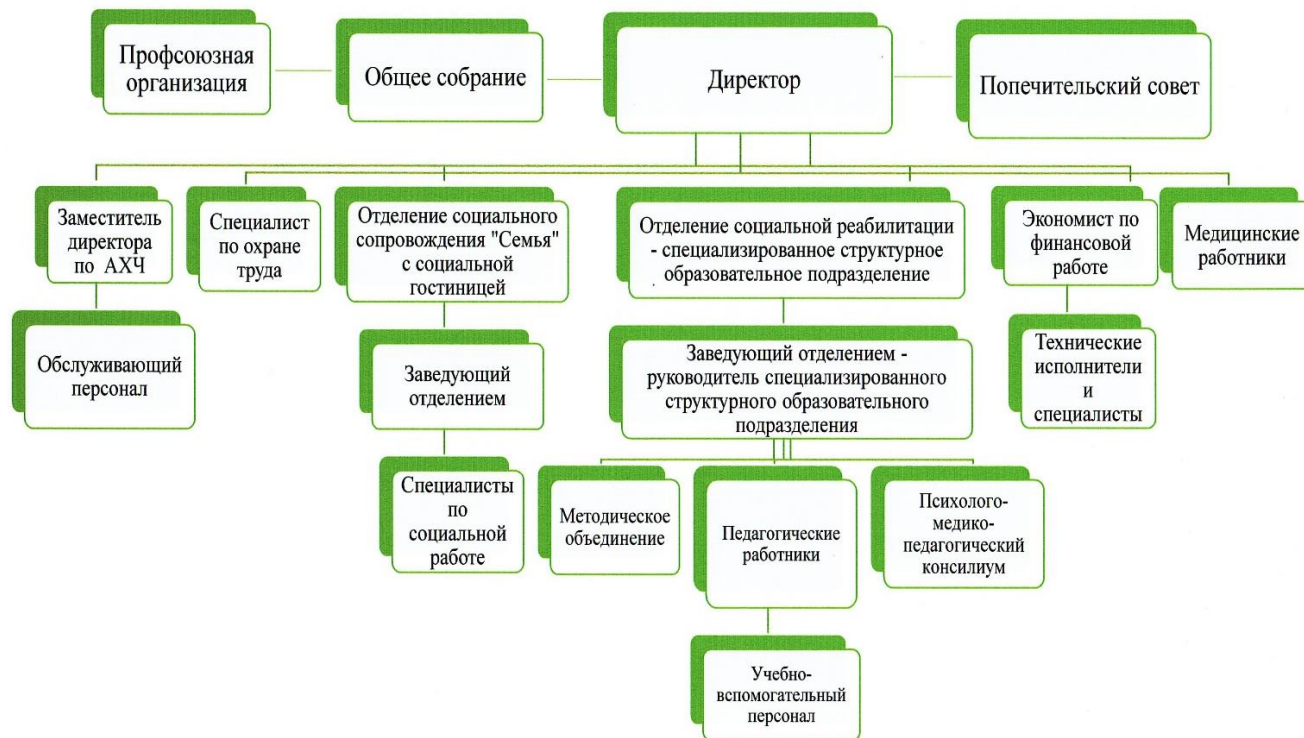 Профсоюзная
организация
Общее собрание
Директор
Попечительский совет
Заместитель
директора
по АХЧ
Специалист
по охране
труда
Отделение социального
сопровождения "Семья"
с социальной
гостиницей
Отделение социальной реабилитации
- специализированное структурное
образовательное подразделение
Экономист по
финансовой
работе
Медицинские
работники
Обслуживающий
персонал
Заведующий
отделением
Заведующий отделением -
руководитель специализированного
структурного образовательного
подразделения
Технические
исполнители
и
специалисты
Специалисты
по
социальной
работе
Методическое
объединение
Педагогические
работники
Психолого-
медико-
педагогический
консилиум
Учебно-
вспомогательный
персонал